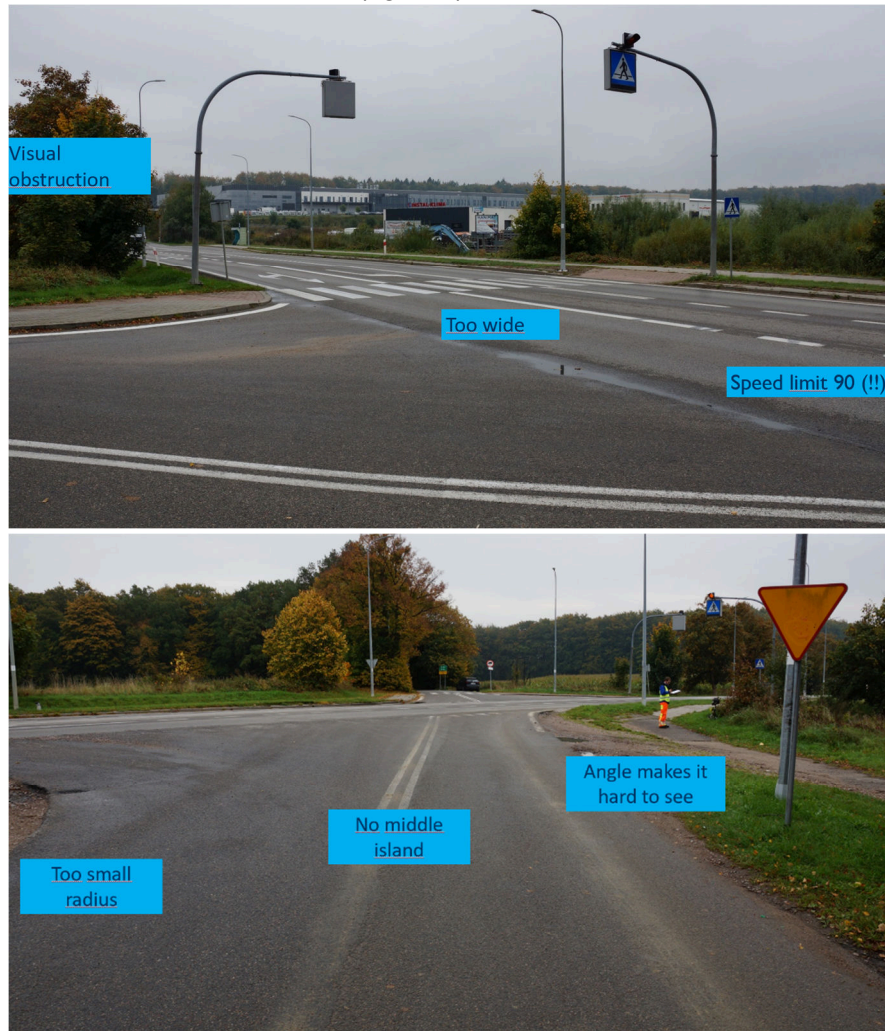 Visual
obstruction
Too wide
Speed limit 90 (!!)
Angle makes it
hard to see
No middle
island
Too small
radius